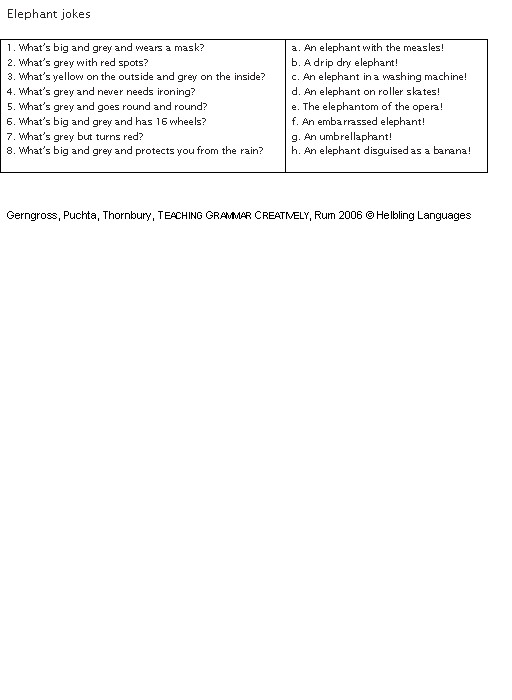 Elephant jokes
1. What's big and grey and wears a mask?
2. What's grey with red spots?
3. What's yellow on the outside and grey on the inside?
4. What's grey and never needs ironing?
5. What's grey and goes round and round?
6. What's big and grey and has 16 wheels?
7. What's grey but turns red?
8. What's big and grey and protects you from the rain?
a. An elephant with the measles!
b. A drip dry elephant!
c. An elephant in a washing machine!
d. An elephant on roller skates!
e. The elephantom of the opera!
f. An embarrassed elephant!
g. An umbrellaphant!
h. An elephant disguised as a banana!
Gerngross, Puchta, Thornbury, TEACHING GRAMMAR CREATIVELY, Rum 2006 © Helbling Languages